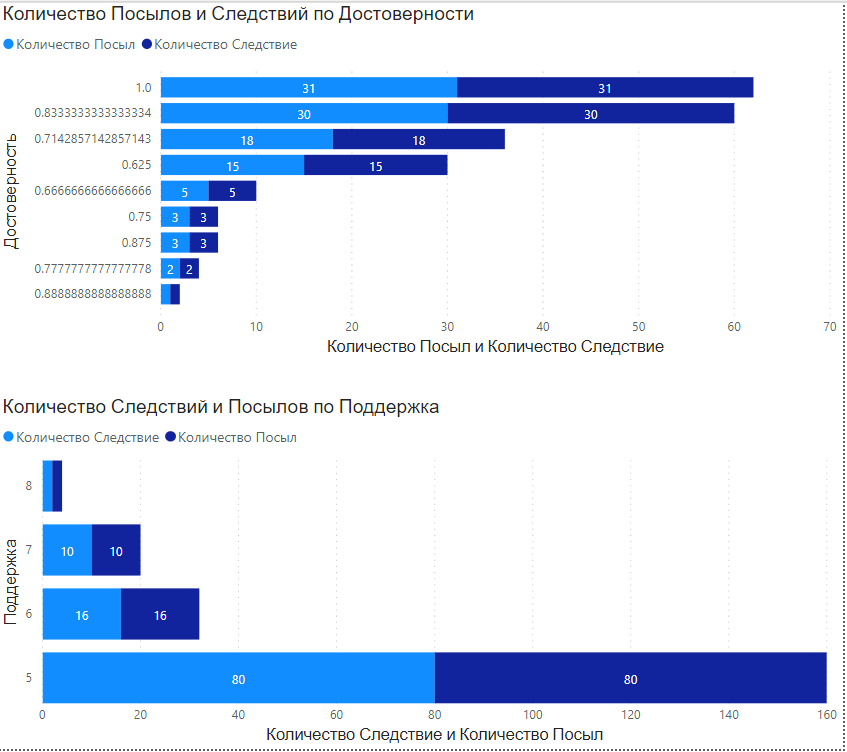 Количество Посылов и Следствий по Достоверности
Количество Посыл Количество Следствие
Достоверность
1.0 31 31
0.8333333333333334 30 30
0.7142857142857143 18 18
0.625 15 15
0.6666666666666666 5 5
0.75 3 3
0.875 3 3
0.7777777777777778 2 2
0.8888888888888888
0 10 20 30 40 50 60 70
Количество Посыл и Количество Следствие
Количество Следствий и Посылов по Поддержка
Количество Следствие Количество Посыл
Поддержка
8
7 10 10
6 16 16
5 80 80
0 20 40 60 80 100 120 140 160
Количество Следствие и Количество Посыл